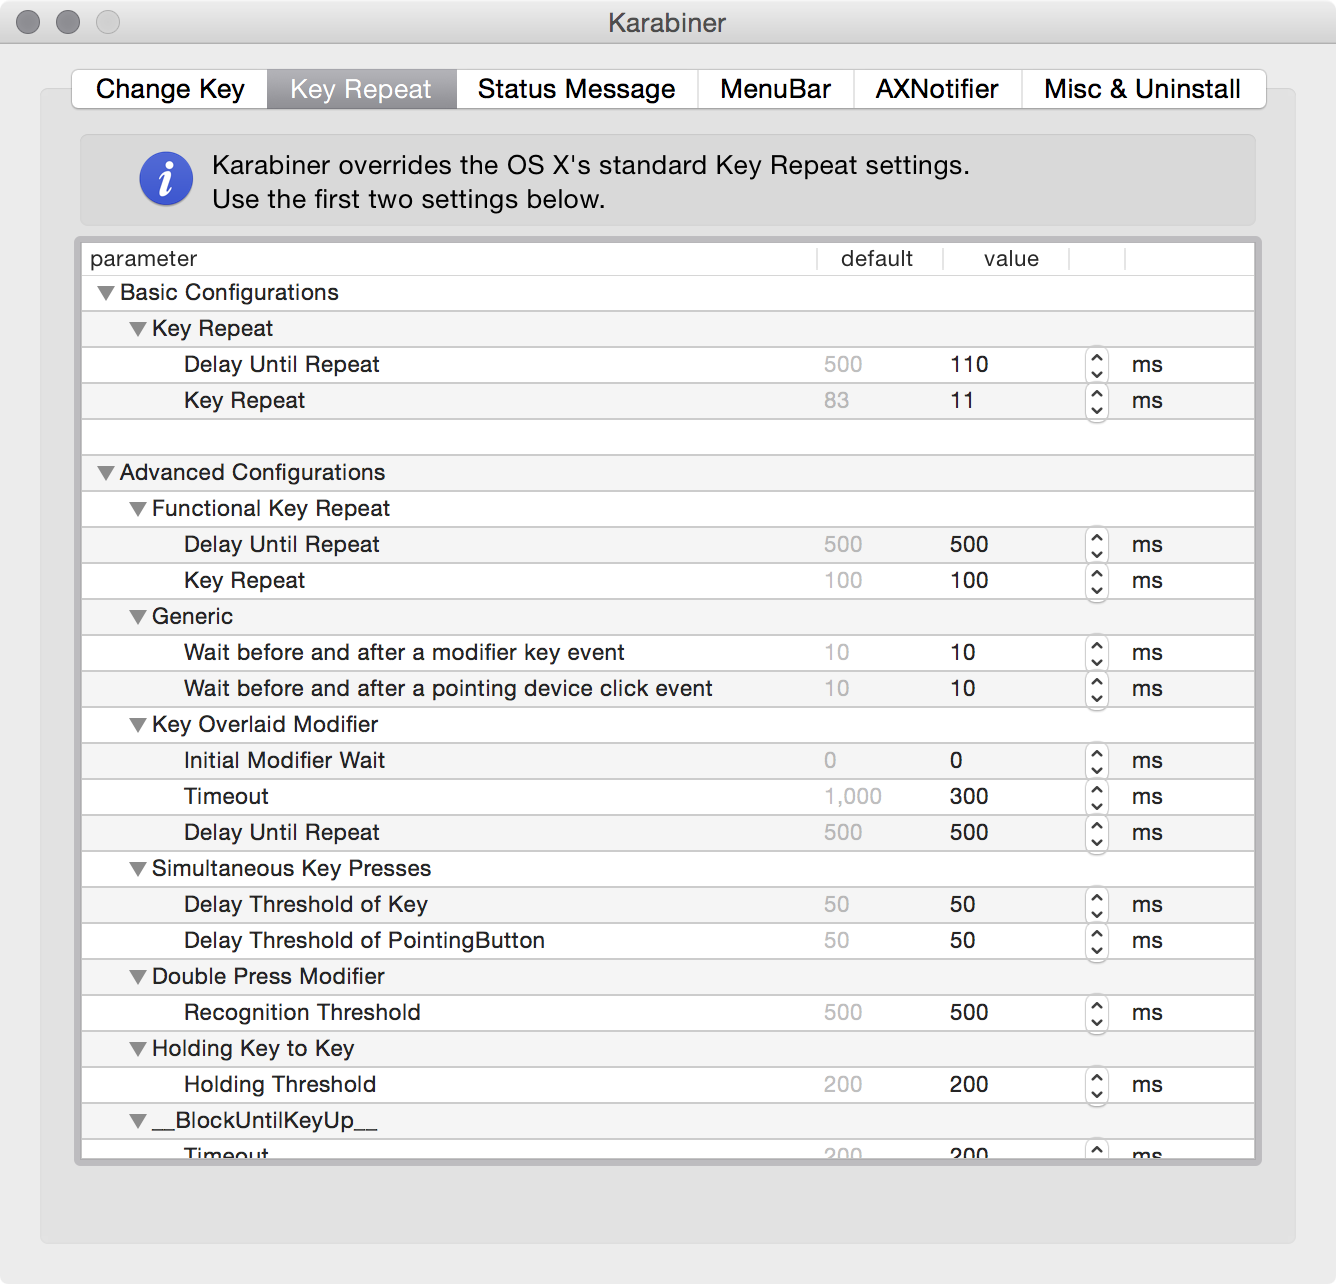 Karabiner
Change Key Key Repeat Status Message MenuBar AXNotifier Misc & Uninstall
i Karabiner overrides the OS X's standard Key Repeat settings.
Use the first two settings below.
parameter default value
Basic Configurations
Key Repeat
Delay Until Repeat 500 110 ms
Key Repeat 83 11 ms
Advanced Configurations
Functional Key Repeat
Delay Until Repeat 500 500 ms
Key Repeat 100 100 ms
Generic
Wait before and after a modifier key event 10 10 ms
Wait before and after a pointing device click event 10 10 ms
Key Overlaid Modifier
Initial Modifier Wait 0 0 ms
Timeout 1,000 300 ms
Delay Until Repeat 500 500 ms
Simultaneous Key Presses
Delay Threshold of Key 50 50 ms
Delay Threshold of PointingButton 50 50 ms
Double Press Modifier
Recognition Threshold 500 500 ms
Holding Key to Key
Holding Threshold 200 200 ms
__BlockUntilKeyUp__
Timeout 200 200 ms